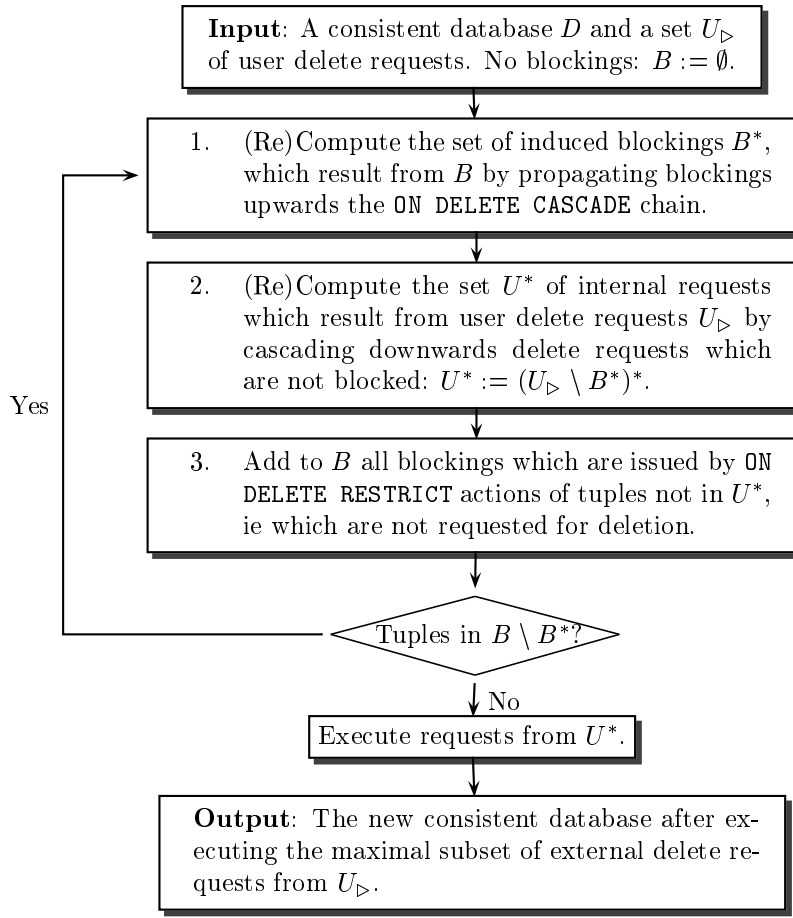 Input: A consistent database D and a set U▷
of user delete requests. No blockings: B := ∅.
1. (Re)Compute the set of induced blockings B*,
which result from B by propagating blockings
upwards the ON DELETE CASCADE chain.
2. (Re)Compute the set U* of internal requests
which result from user delete requests U▷ by
cascading downwards delete requests which
are not blocked: U* := (U▷ \ B*)*.
Yes
3. Add to B all blockings which are issued by ON
DELETE RESTRICT actions of tuples not in U*,
ie which are not requested for deletion.
Tuples in B \ B*?
No
Execute requests from U*.
Output: The new consistent database after ex-
ecuting the maximal subset of external delete re-
quests from U▷.